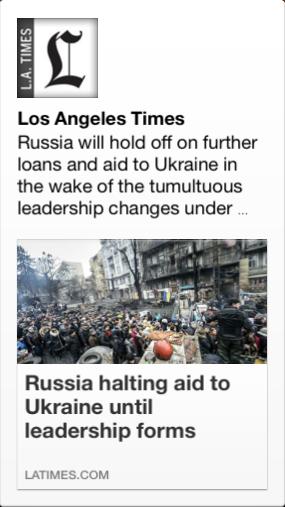 L.A. TIMES
L
Los Angeles Times
Russia will hold off on further
loans and aid to Ukraine in
the wake of the tumultuous
leadership changes under ...
Russia halting aid to
Ukraine until
leadership forms
LATIMES.COM